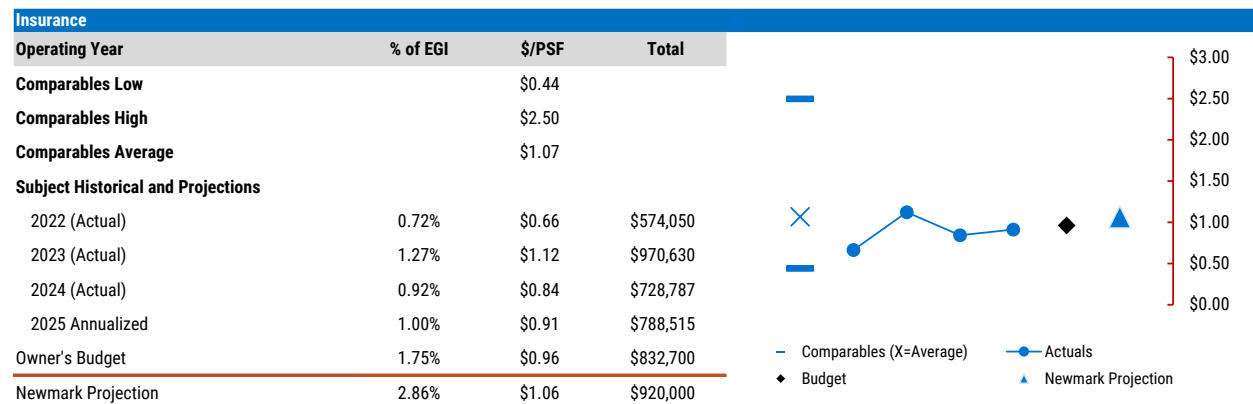 Insurance
Operating Year % of EGI $/PSF Total
Comparables Low $0.44
Comparables High $2.50
Comparables Average $1.07
Subject Historical and Projections
2022 (Actual) 0.72% $0.66 $574,050
2023 (Actual) 1.27% $1.12 $970,630
2024 (Actual) 0.92% $0.84 $728,787
2025 Annualized 1.00% $0.91 $788,515
Owner's Budget 1.75% $0.96 $832,700
Newmark Projection 2.86% $1.06 $920,000
$3.00
$2.50
$2.00
$1.50
$1.00
$0.50
$0.00
Comparables (X=Average) Actuals
Budget Newmark Projection